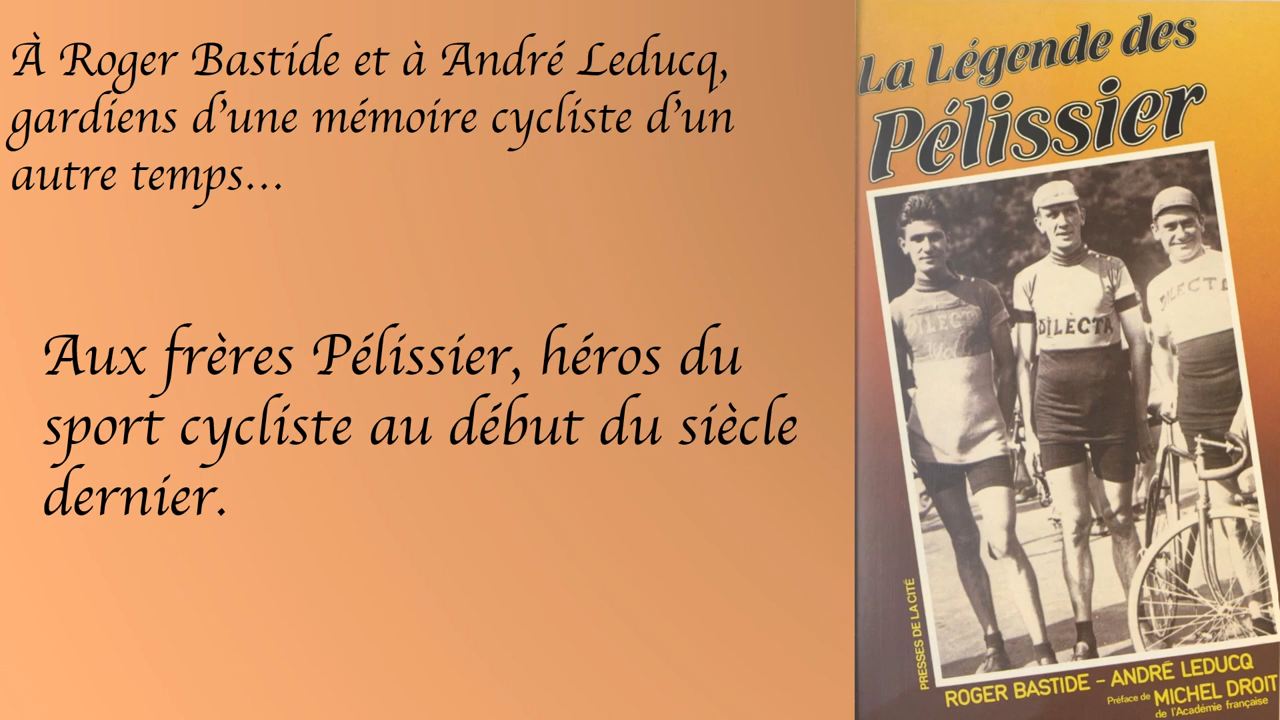 À Roger Bastide et à André Leducq,
gardiens d'une mémoire cycliste d'un
autre temps...
Aux frères Pélissier, héros du
sport cycliste au début du siècle
dernier.
La Légende des
Pélissier
DILECTA
DILECTA
DILECTA
PRESSES DE LA CITÉ
ROGER BASTIDE – ANDRÉ LEDUCQ
Préface de MICHEL DROIT
de l'Académie française